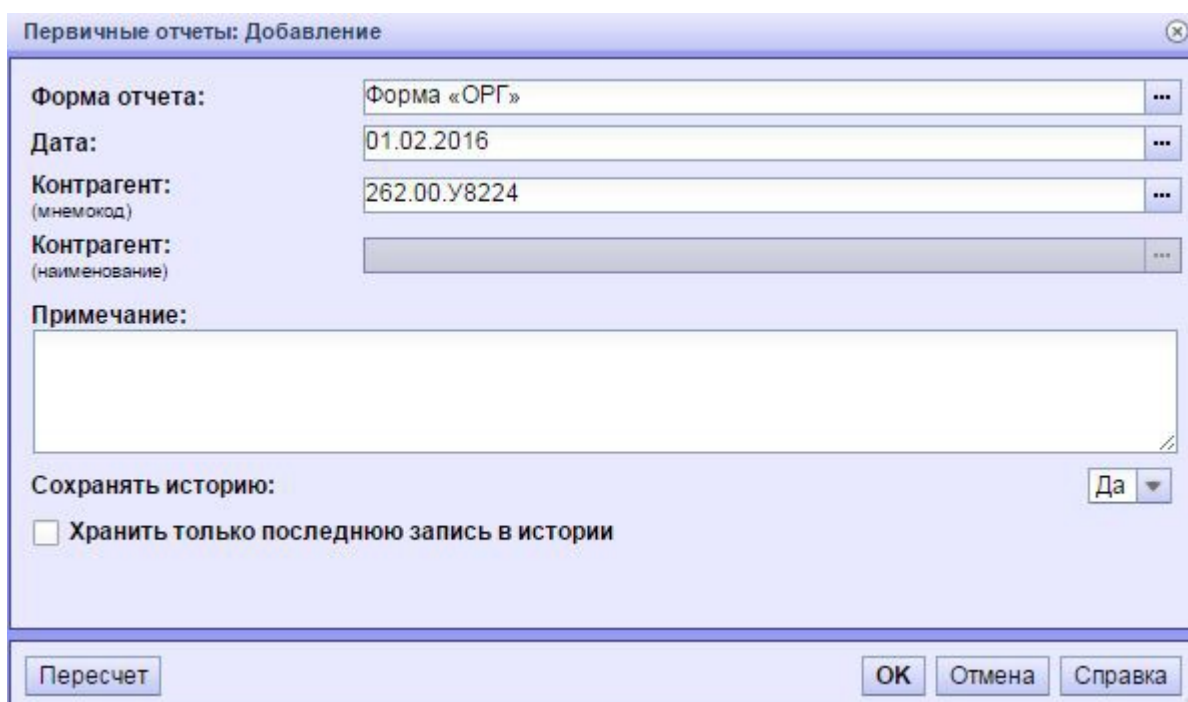 Первичные отчеты: Добавление
Форма отчета: Форма «ОРГ» ...
Дата: 01.02.2016 ...
Контрагент: 262.00.У8224 ...
(мнемокод)
Контрагент: ...
(наименование)
Примечание:
Сохранять историю: Да
Хранить только последнюю запись в истории
Пересчет OK Отмена Справка